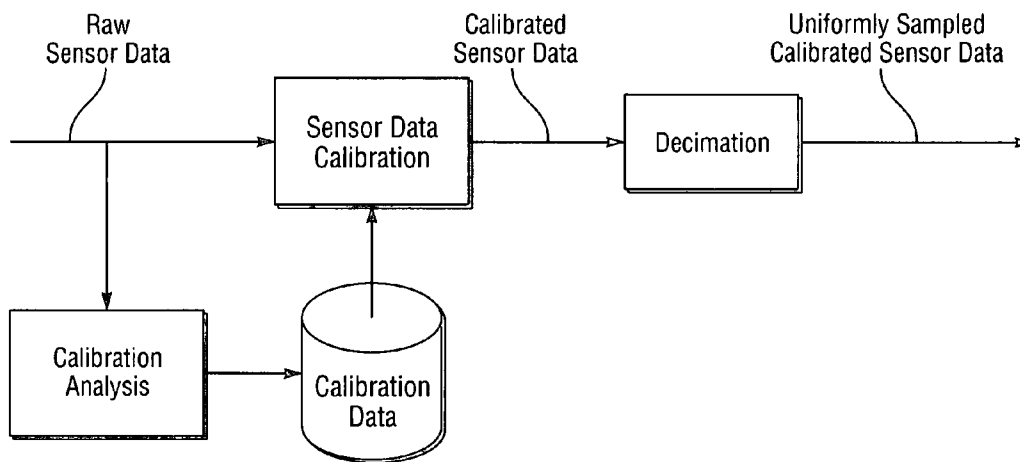 Raw
Sensor Data
Calibrated
Sensor Data
Uniformly Sampled
Calibrated Sensor Data
Sensor Data
Calibration
Decimation
Calibration
Analysis
Calibration
Data